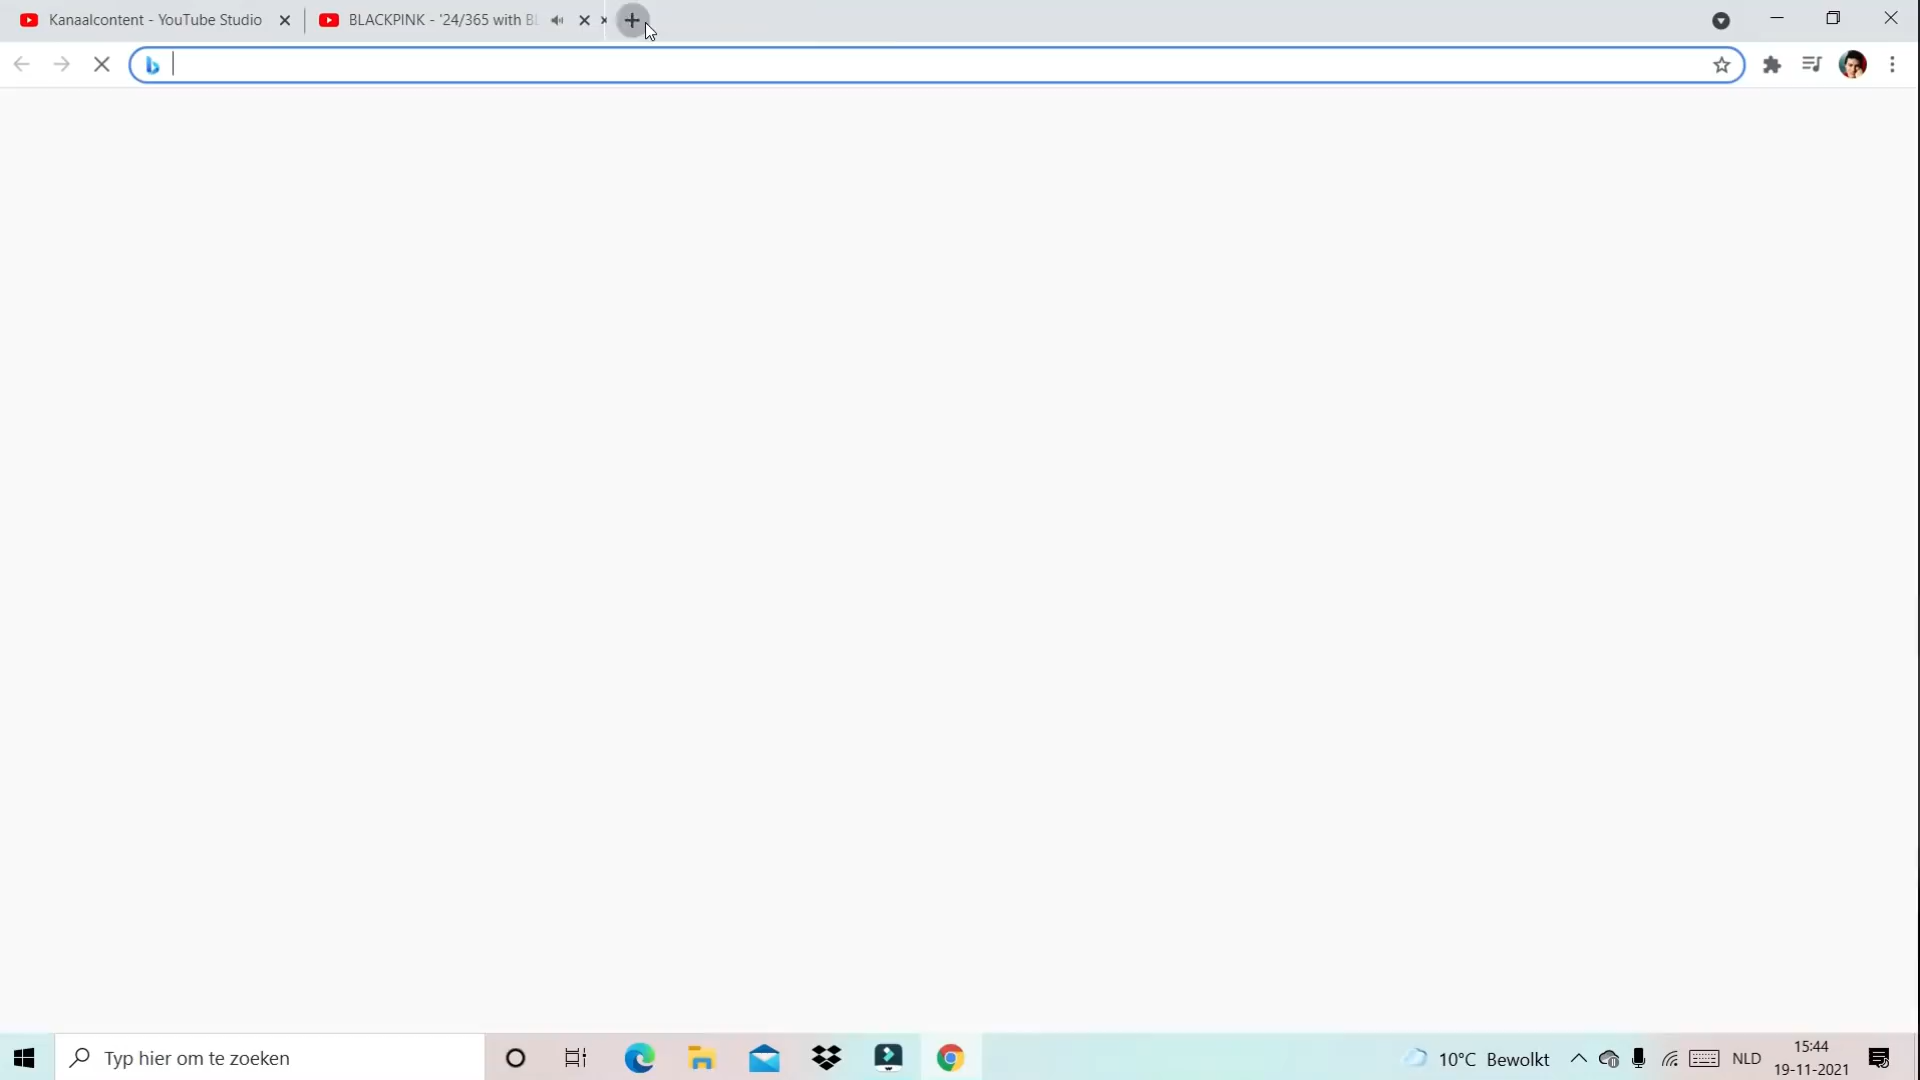 Kanaalcontent - YouTube Studio
BLACKPINK - '24/365 with BL
Typ hier om te zoeken
10°C Bewolkt
NLD
15:44
19-11-2021